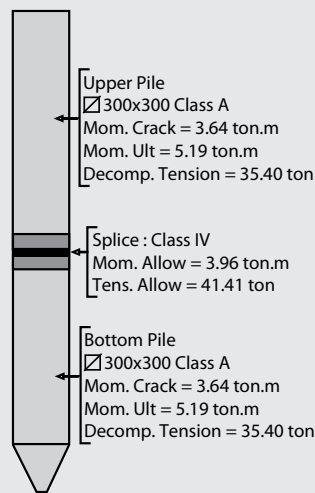 Upper Pile
300x300 Class A
Mom. Crack = 3.64 ton.m
Mom. Ult = 5.19 ton.m
Decomp. Tension = 35.40 ton
Splice : Class IV
Mom. Allow = 3.96 ton.m
Tens. Allow = 41.41 ton
Bottom Pile
300x300 Class A
Mom. Crack = 3.64 ton.m
Mom. Ult = 5.19 ton.m
Decomp. Tension = 35.40 ton